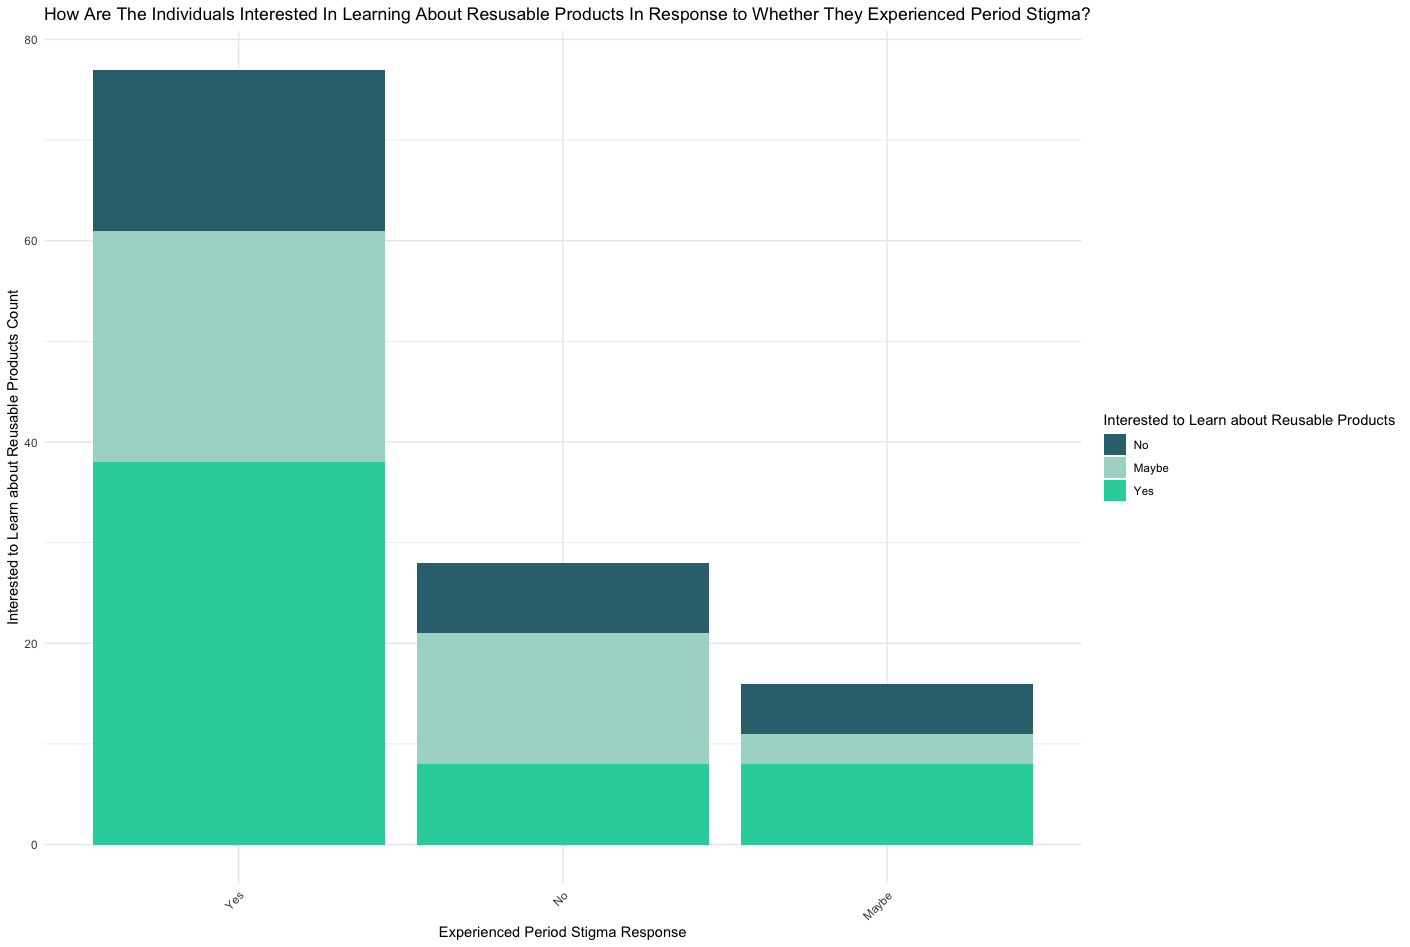 How Are The Individuals Interested In Learning About Resusable Products In Response to Whether They Experienced Period Stigma?
80
60
40
20
0
Interested to Learn about Reusable Products Count
Yes
No
Maybe
Experienced Period Stigma Response
Interested to Learn about Reusable Products
No
Maybe
Yes